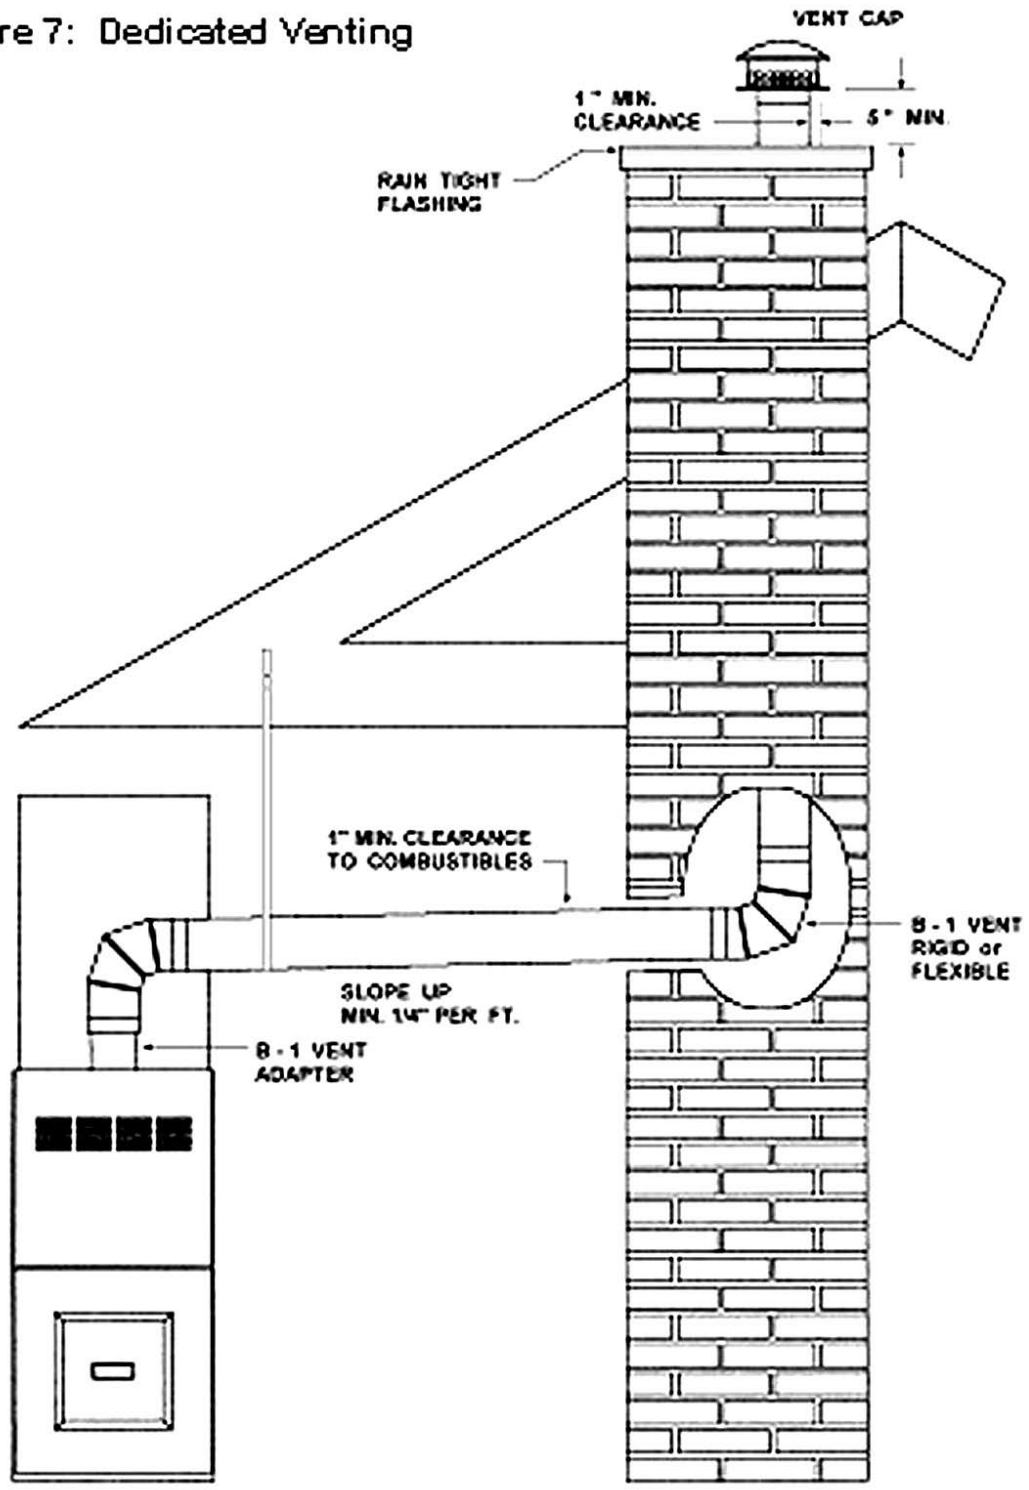 re 7: Dedicated Venting
VENT CAP
1" MIN.
CLEARANCE
5" MIN.
RAIN TIGHT
FLASHING
1" MIN. CLEARANCE
TO COMBUSTIBLES
B - 1 VENT
RIGID or
FLEXIBLE
SLOPE UP
MIN. 1/4" PER FT.
B - 1 VENT
ADAPTER